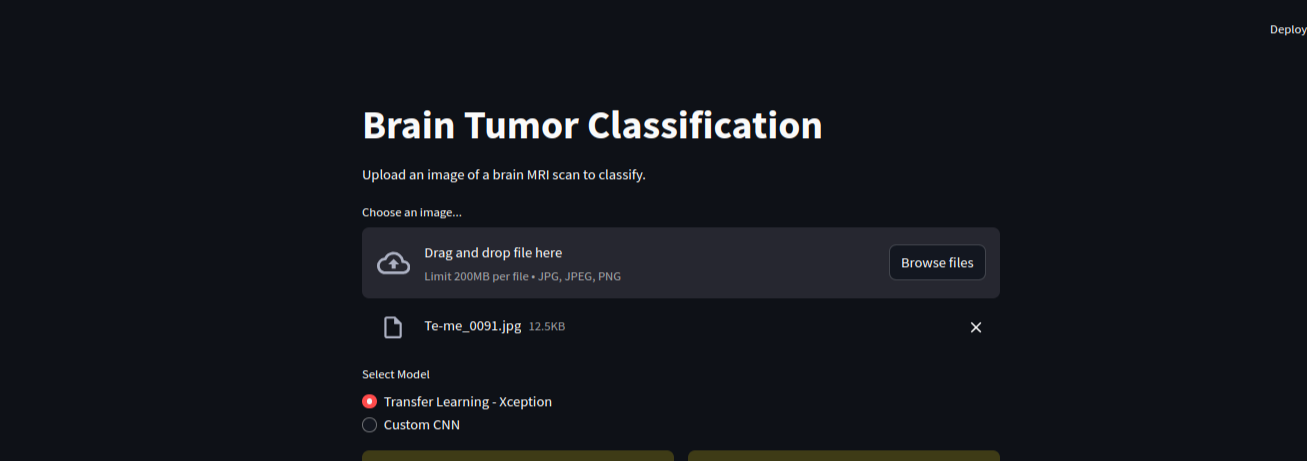 Deploy
Brain Tumor Classification
Upload an image of a brain MRI scan to classify.
Choose an image...
Drag and drop file here
Limit 200MB per file • JPG, JPEG, PNG
Browse files
Te-me_0091.jpg 12.5KB
Select Model
Transfer Learning - Xception
Custom CNN